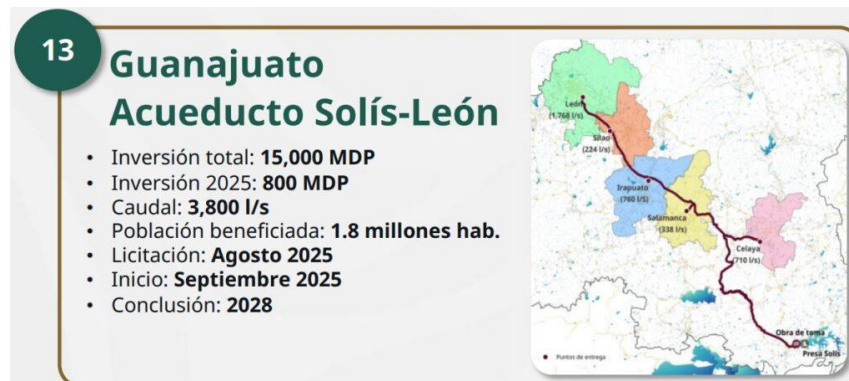 13
Guanajuato
Acueducto Solís-León
• Inversión total: 15,000 MDP
• Inversión 2025: 800 MDP
• Caudal: 3,800 l/s
• Población beneficiada: 1.8 millones hab.
• Licitación: Agosto 2025
• Inicio: Septiembre 2025
• Conclusión: 2028
León
(1,768 l/s)
Silao
(224 l/s)
Irapuato
(760 l/s)
Salamanca
(338 l/s)
Celaya
(710 l/s)
Obra de toma
Presa Solís
Puntos de entrega